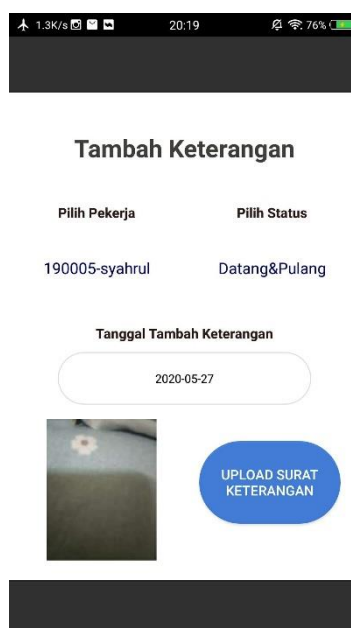 1.3K/s 20:19 76%
Tambah Keterangan
Pilih Pekerja Pilih Status
190005-syahrul Datang&Pulang
Tanggal Tambah Keterangan
2020-05-27
UPLOAD SURAT
KETERANGAN